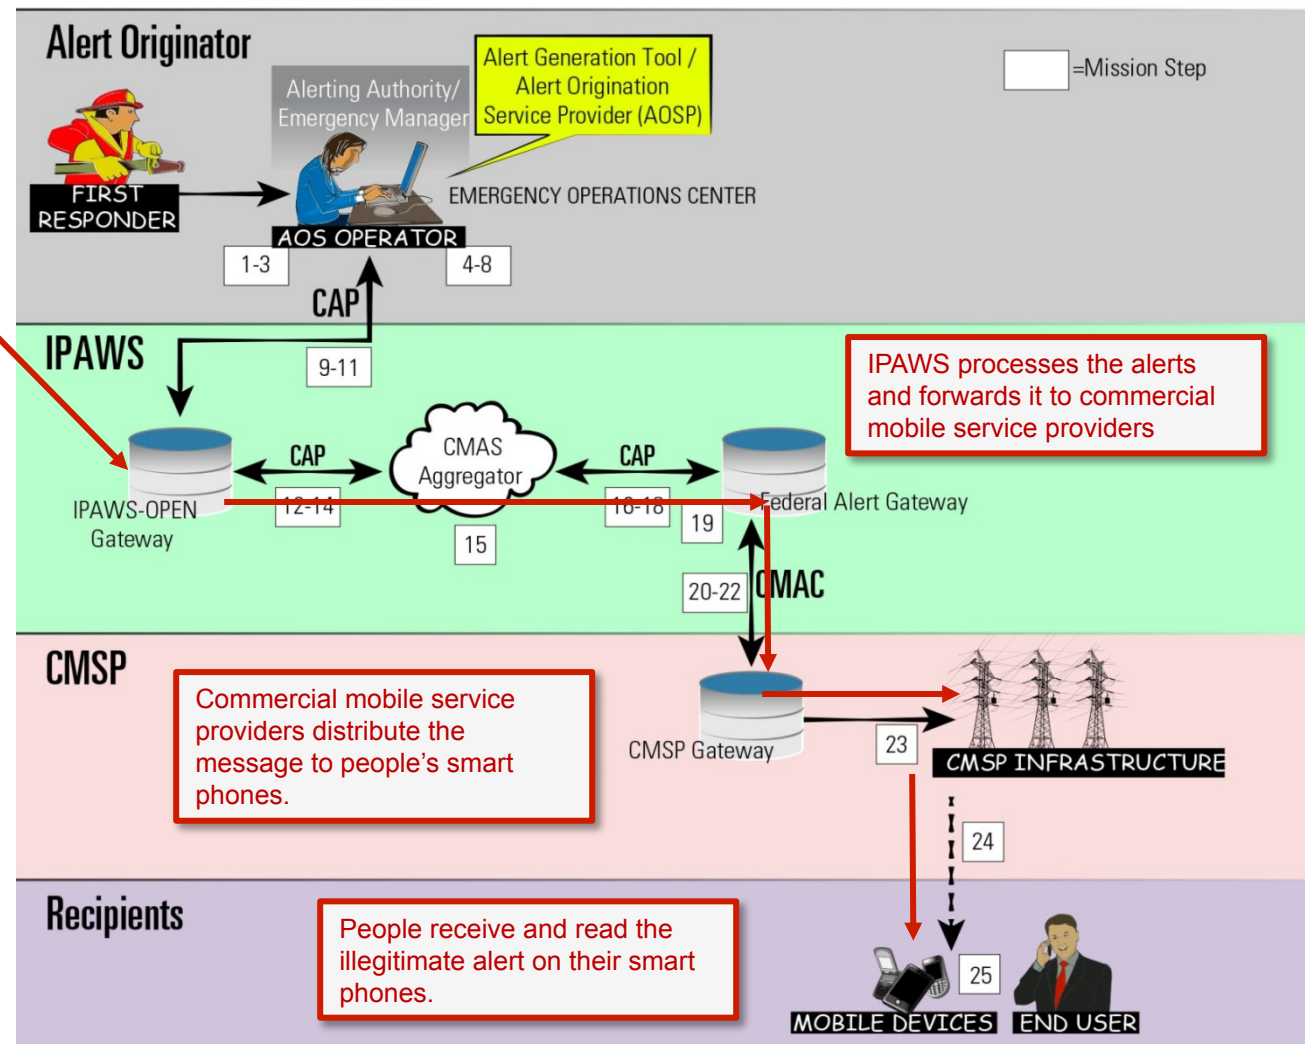 Alert Originator
Alerting Authority/
Emergency Manager
Alert Generation Tool /
Alert Origination
Service Provider (AOSP)
=Mission Step
FIRST
RESPONDER
EMERGENCY OPERATIONS CENTER
AOS OPERATOR
1-3
4-8
CAP
IPAWS
9-11
IPAWS processes the alerts
and forwards it to commercial
mobile service providers
CAP
CMAS
Aggregator
CAP
12-14
16-18
IPAWS-OPEN
Gateway
15
19
Federal Alert Gateway
20-22
CMAC
CMSP
Commercial mobile service
providers distribute the
message to people’s smart
phones.
CMSP Gateway
23
CMSP INFRASTRUCTURE
24
Recipients
People receive and read the
illegitimate alert on their smart
phones.
25
MOBILE DEVICES
END USER